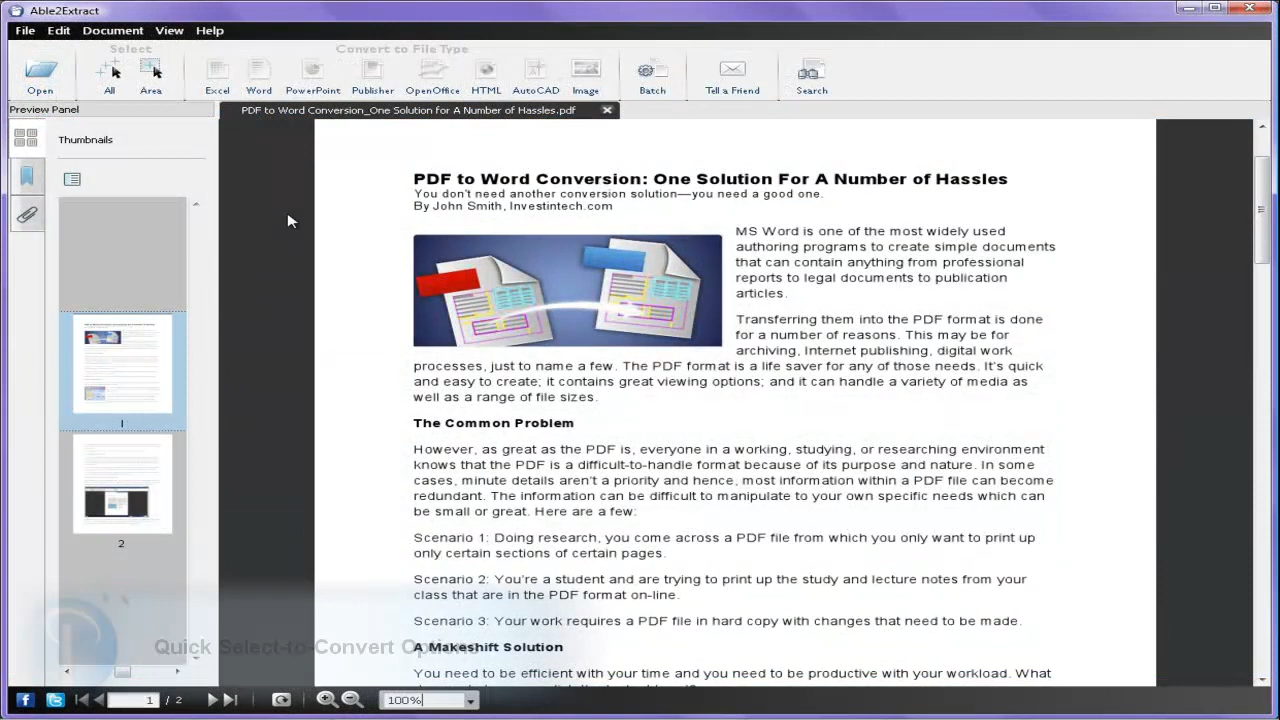 Able2Extract
File Edit Document View Help
Select
Convert to File Type
Open All Area Excel Word PowerPoint Publisher OpenOffice HTML AutoCAD Image Batch Tell a Friend Search
Preview Panel
PDF to Word Conversion_One Solution for A Number of Hassles.pdf
Thumbnails
1
2
PDF to Word Conversion: One Solution For A Number of Hassles
You don't need another conversion solution—you need a good one.
By John Smith, Investintech.com
MS Word is one of the most widely used
authoring programs to create simple documents
that can contain anything from professional
reports to legal documents to publication
articles.
Transferring them into the PDF format is done
for a number of reasons. This may be for
archiving, Internet publishing, digital work
processes, just to name a few. The PDF format is a life saver for any of those needs. It's quick
and easy to create; it contains great viewing options; and it can handle a variety of media as
well as a range of file sizes.
The Common Problem
However, as great as the PDF is, everyone in a working, studying, or researching environment
knows that the PDF is a difficult-to-handle format because of its purpose and nature. In some
cases, minute details aren't a priority and hence, most information within a PDF file can become
redundant. The information can be difficult to manipulate to your own specific needs which can
be small or great. Here are a few:
Scenario 1: Doing research, you come across a PDF file from which you only want to print up
only certain sections of certain pages.
Scenario 2: You're a student and are trying to print up the study and lecture notes from your
class that are in the PDF format on-line.
Scenario 3: Your work requires a PDF file in hard copy with changes that need to be made.
Quick Select-to-Convert Options
A Makeshift Solution
You need to be efficient with your time and you need to be productive with your workload. What
1 / 2
100%